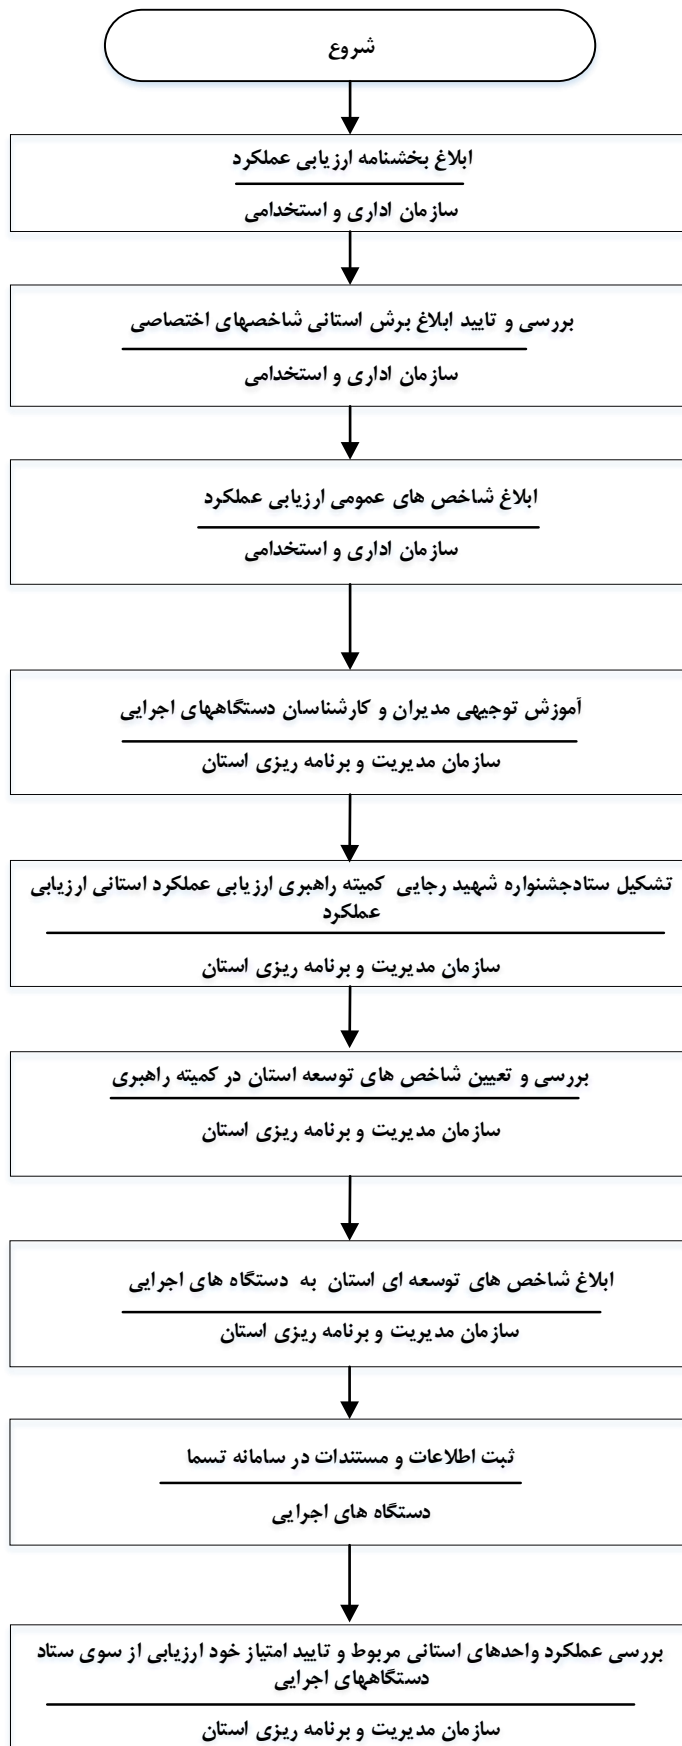 شروع
ابلاغ بخشنامه ارزیابی عملکرد
سازمان اداری و استخدامی
بررسی و تایید ابلاغ برش استانی شاخصهای اختصاصی
سازمان اداری و استخدامی
ابلاغ شاخص های عمومی ارزیابی عملکرد
سازمان اداری و استخدامی
آموزش توجیهی مدیران و کارشناسان دستگاههای اجرایی
سازمان مدیریت و برنامه ریزی استان
تشکیل ستادجشنواره شهید رجایی کمیته راهبری ارزیابی عملکرد استانی ارزیابی
عملکرد
سازمان مدیریت و برنامه ریزی استان
بررسی و تعیین شاخص های توسعه استان در کمیته راهبری
سازمان مدیریت و برنامه ریزی استان
ابلاغ شاخص های توسعه ای استان به دستگاه های اجرایی
سازمان مدیریت و برنامه ریزی استان
ثبت اطلاعات و مستندات در سامانه تسما
دستگاه های اجرایی
بررسی عملکرد واحدهای استانی مربوط و تایید امتیاز خود ارزیابی از سوی ستاد
دستگاههای اجرایی
سازمان مدیریت و برنامه ریزی استان